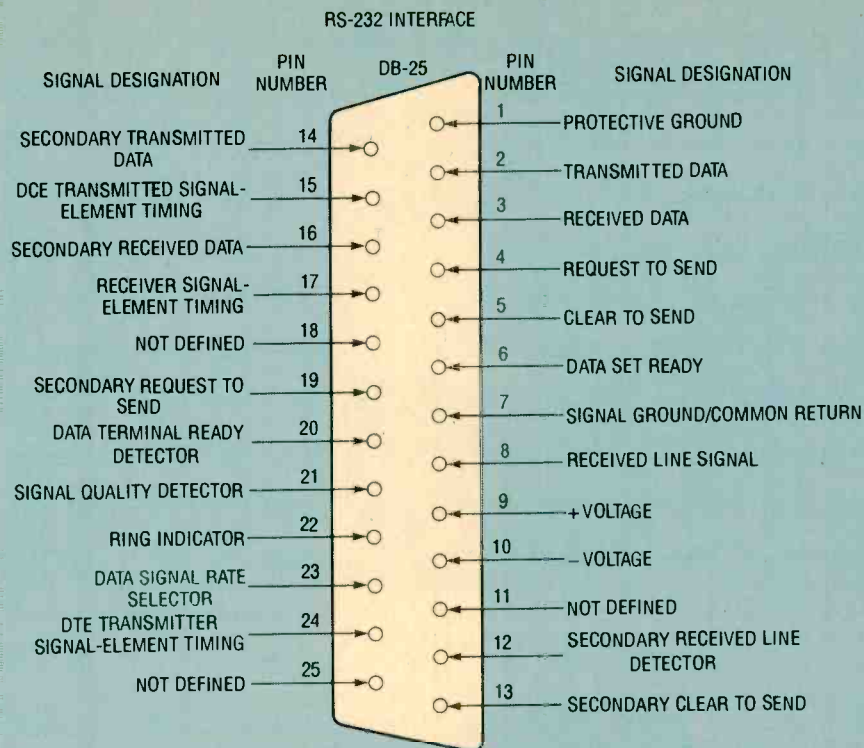 RS-232 INTERFACE
SIGNAL DESIGNATION
PIN
NUMBER
DB-25
PIN
NUMBER
SIGNAL DESIGNATION
SECONDARY TRANSMITTED
DATA
14
DCE TRANSMITTED SIGNAL-
ELEMENT TIMING
15
SECONDARY RECEIVED DATA
16
RECEIVER SIGNAL-
ELEMENT TIMING
17
NOT DEFINED
18
SECONDARY REQUEST TO
SEND
19
DATA TERMINAL READY
DETECTOR
20
SIGNAL QUALITY DETECTOR
21
RING INDICATOR
22
DATA SIGNAL RATE
SELECTOR
23
DTE TRANSMITTER
SIGNAL-ELEMENT TIMING
24
NOT DEFINED
25
1
PROTECTIVE GROUND
2
TRANSMITTED DATA
3
RECEIVED DATA
4
REQUEST TO SEND
5
CLEAR TO SEND
6
DATA SET READY
7
SIGNAL GROUND/COMMON RETURN
8
RECEIVED LINE SIGNAL
9
+VOLTAGE
10
−VOLTAGE
11
NOT DEFINED
12
SECONDARY RECEIVED LINE
DETECTOR
13
SECONDARY CLEAR TO SEND